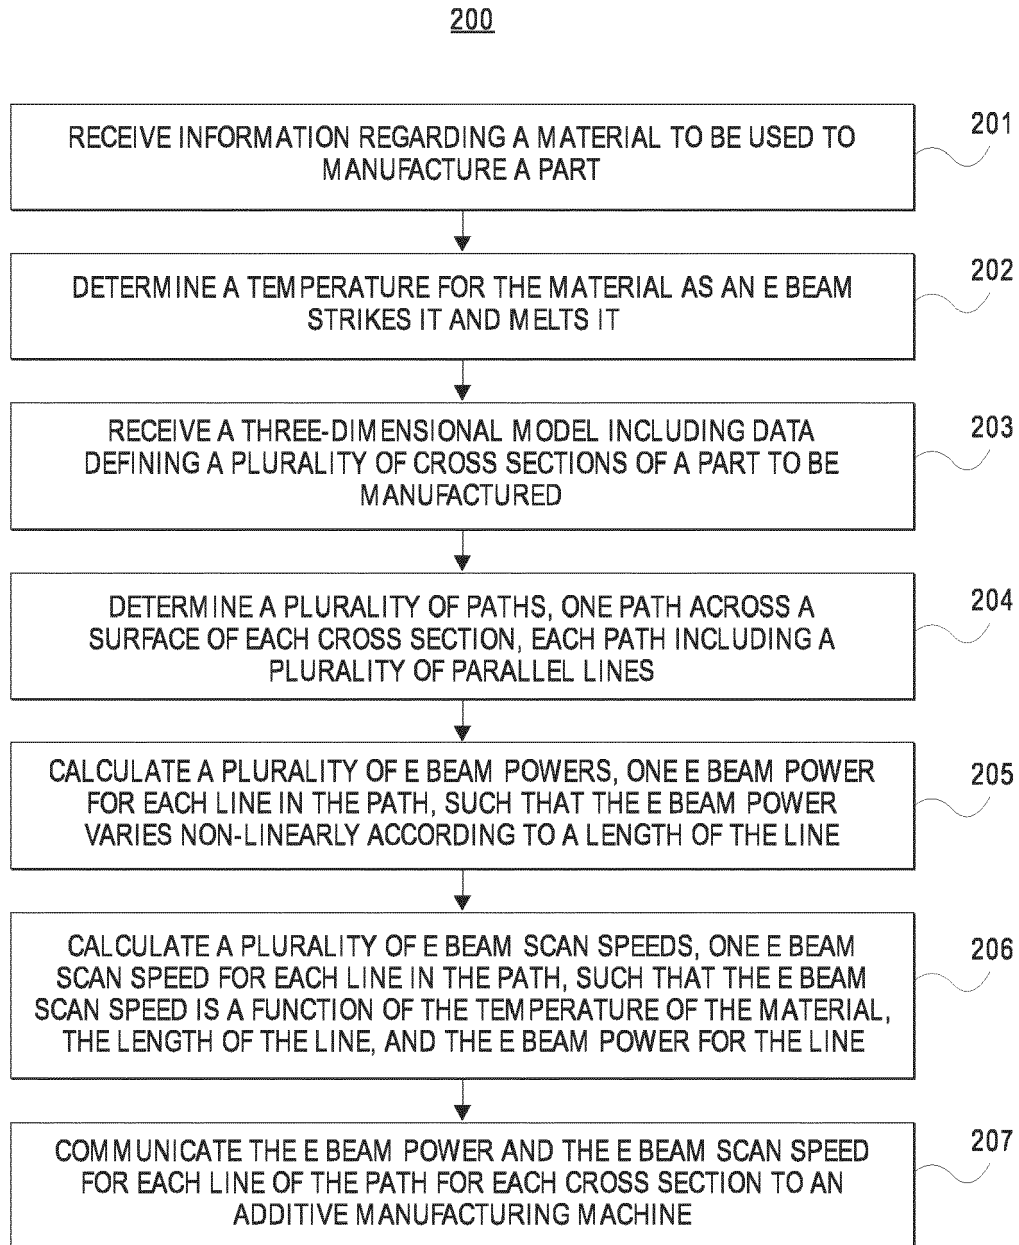 200
RECEIVE INFORMATION REGARDING A MATERIAL TO BE USED TO
MANUFACTURE A PART
201
DETERMINE A TEMPERATURE FOR THE MATERIAL AS AN E BEAM
STRIKES IT AND MELTS IT
202
RECEIVE A THREE-DIMENSIONAL MODEL INCLUDING DATA
DEFINING A PLURALITY OF CROSS SECTIONS OF A PART TO BE
MANUFACTURED
203
DETERMINE A PLURALITY OF PATHS, ONE PATH ACROSS A
SURFACE OF EACH CROSS SECTION, EACH PATH INCLUDING A
PLURALITY OF PARALLEL LINES
204
CALCULATE A PLURALITY OF E BEAM POWERS, ONE E BEAM POWER
FOR EACH LINE IN THE PATH, SUCH THAT THE E BEAM POWER
VARIES NON-LINEARLY ACCORDING TO A LENGTH OF THE LINE
205
CALCULATE A PLURALITY OF E BEAM SCAN SPEEDS, ONE E BEAM
SCAN SPEED FOR EACH LINE IN THE PATH, SUCH THAT THE E BEAM
SCAN SPEED IS A FUNCTION OF THE TEMPERATURE OF THE MATERIAL,
THE LENGTH OF THE LINE, AND THE E BEAM POWER FOR THE LINE
206
COMMUNICATE THE E BEAM POWER AND THE E BEAM SCAN SPEED
FOR EACH LINE OF THE PATH FOR EACH CROSS SECTION TO AN
ADDITIVE MANUFACTURING MACHINE
207